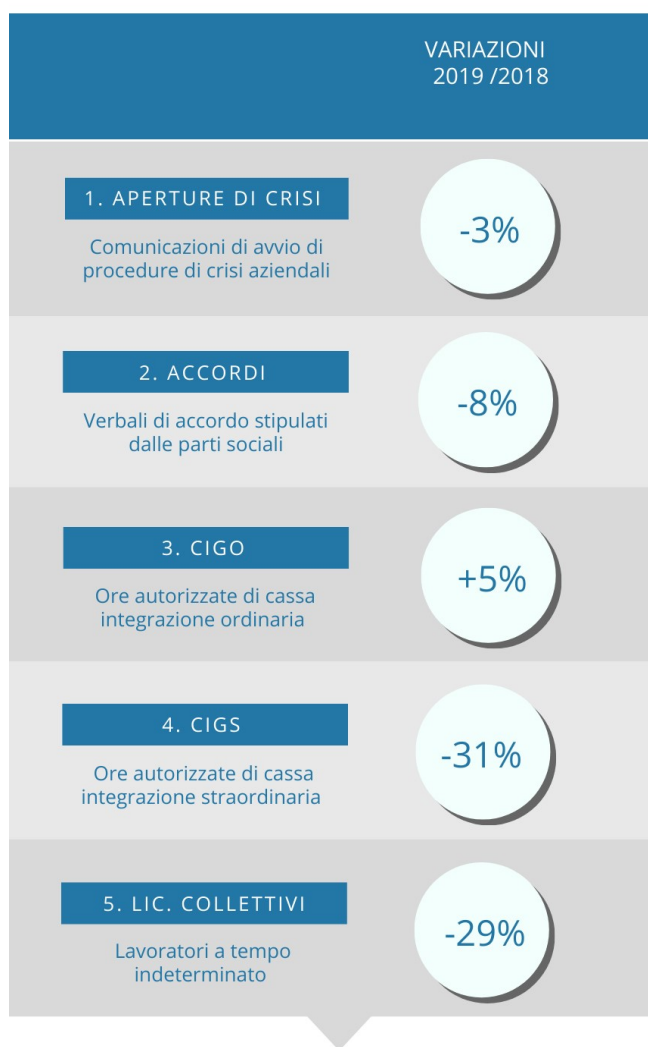 VARIAZIONI
2019 /2018
1. APERTURE DI CRISI
Comunicazioni di avvio di
procedure di crisi aziendali
-3%
2. ACCORDI
Verbali di accordo stipulati
dalle parti sociali
-8%
3. CIGO
Ore autorizzate di cassa
integrazione ordinaria
+5%
4. CIGS
Ore autorizzate di cassa
integrazione straordinaria
-31%
5. LIC. COLLETTIVI
Lavoratori a tempo
indeterminato
-29%